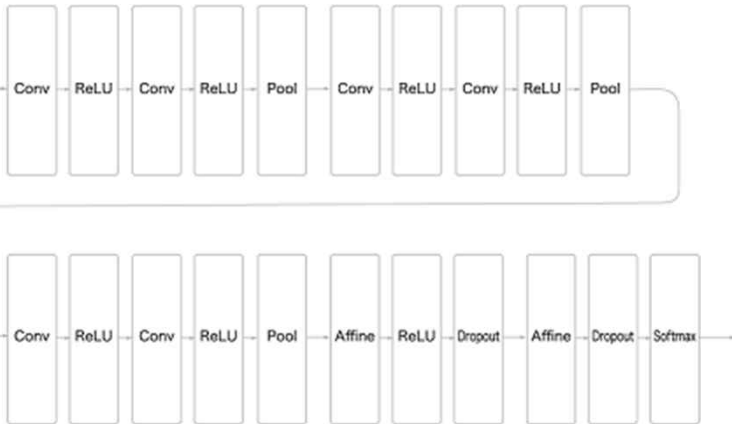 Conv ReLU Conv ReLU Pool Conv ReLU Conv ReLU Pool
Conv ReLU Conv ReLU Pool Affine ReLU Dropout Affine Dropout Softmax